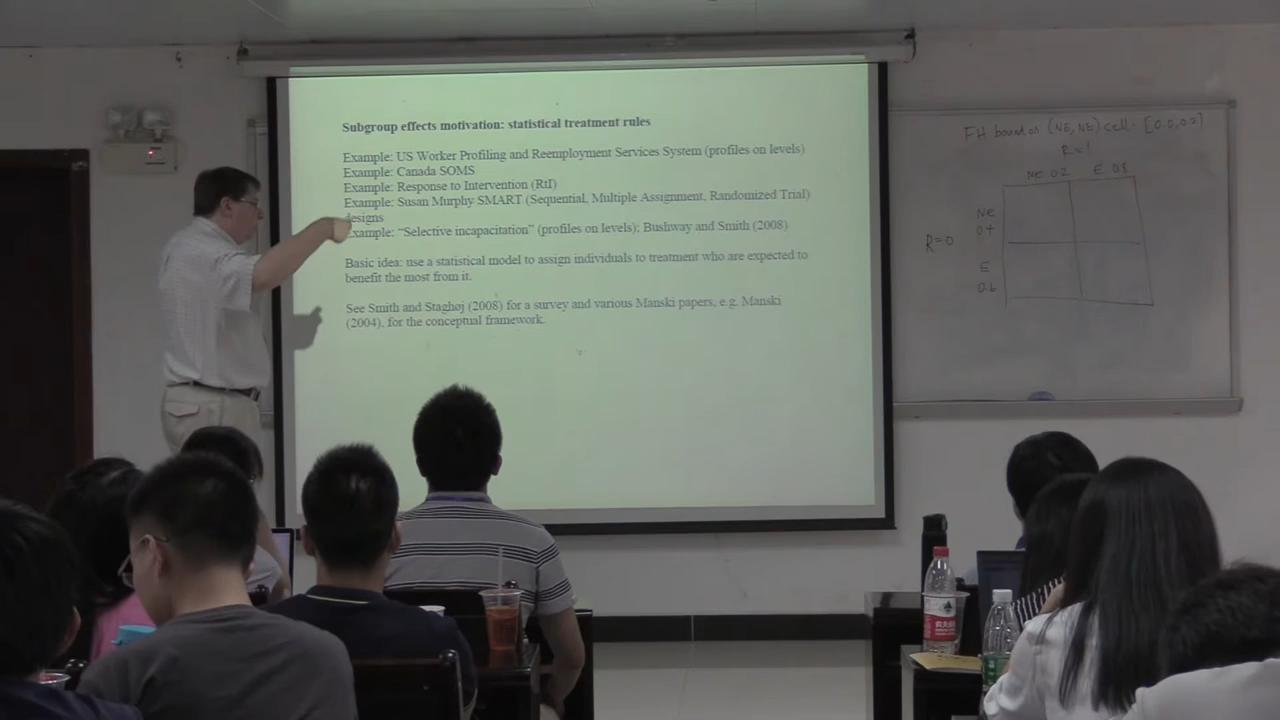 Subgroup effects motivation: statistical treatment rules
Example: US Worker Profiling and Reemployment Services System (profiles on levels)
Example: Canada SOMS
Example: Response to Intervention (RtI)
Example: Susan Murphy SMART (Sequential, Multiple Assignment, Randomized Trial)
designs
Example: “Selective incapacitation” (profiles on levels); Bushway and Smith (2008)
Basic idea: use a statistical model to assign individuals to treatment who are expected to
benefit the most from it.
See Smith and Staghøj (2008) for a survey and various Manski papers, e.g. Manski
(2004), for the conceptual framework.
FH bound on (NE, NE) cell: [0.0, 0.2]
R=1
NE 0.2 E 0.8
NE
0.4
R=0
E
0.6
农夫山泉